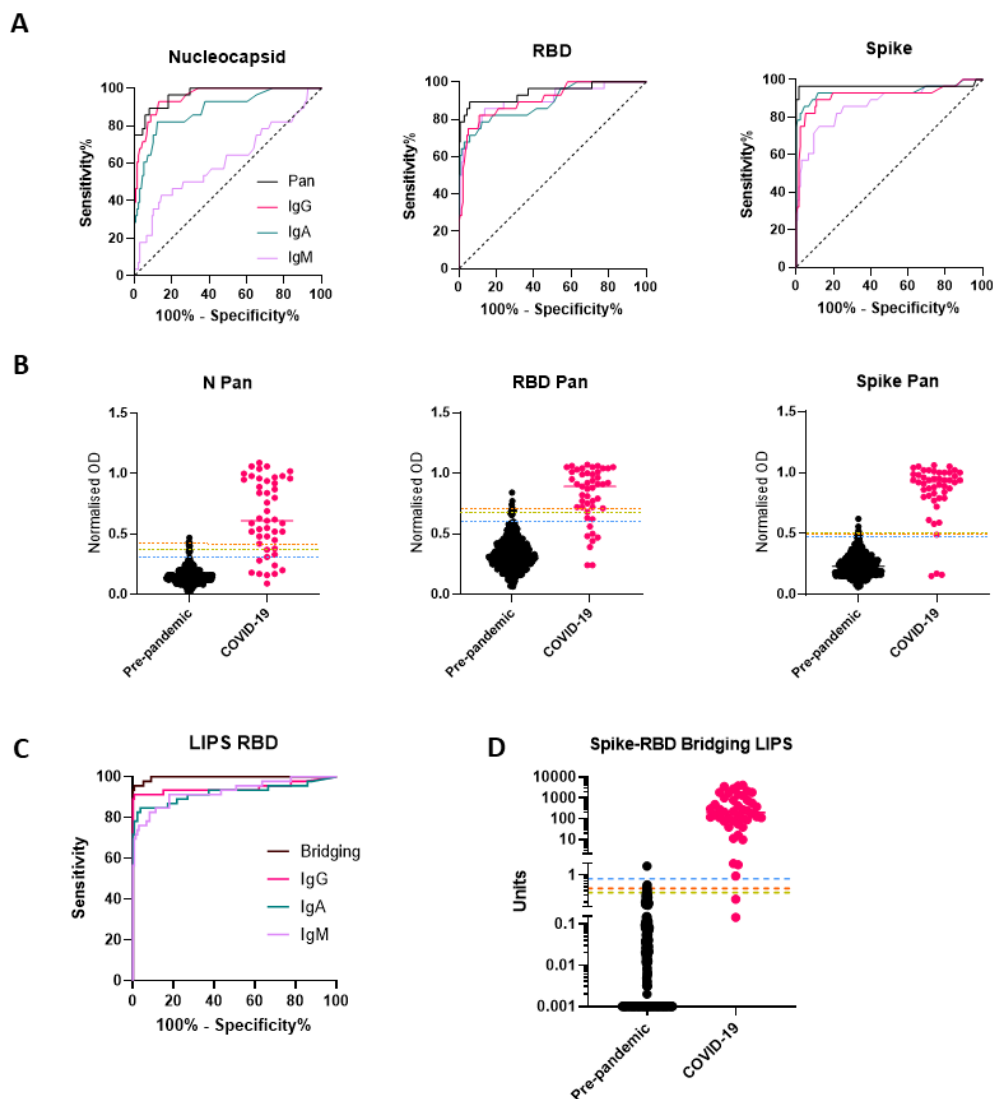 A
Nucleocapsid
Sensitivity%
100
80
60
40
20
0
Pan
IgG
IgA
IgM
0 20 40 60 80 100
100% - Specificity%
RBD
Sensitivity%
100
80
60
40
20
0
0 20 40 60 80 100
100% - Specificity%
Spike
Sensitivity%
100
80
60
40
20
0
0 20 40 60 80 100
100% - Specificity%
B
N Pan
Normalised OD
1.5
1.0
0.5
0.0
Pre-pandemic
COVID-19
RBD Pan
Normalised OD
1.5
1.0
0.5
0.0
Pre-pandemic
COVID-19
Spike Pan
Normalised OD
1.5
1.0
0.5
0.0
Pre-pandemic
COVID-19
C
LIPS RBD
Sensitivity
100
80
60
40
20
0
Bridging
IgG
IgA
IgM
0 20 40 60 80 100
100% - Specificity%
D
Spike-RBD Bridging LIPS
Units
10000
1000
100
10
1
0.1
0.01
0.001
Pre-pandemic
COVID-19